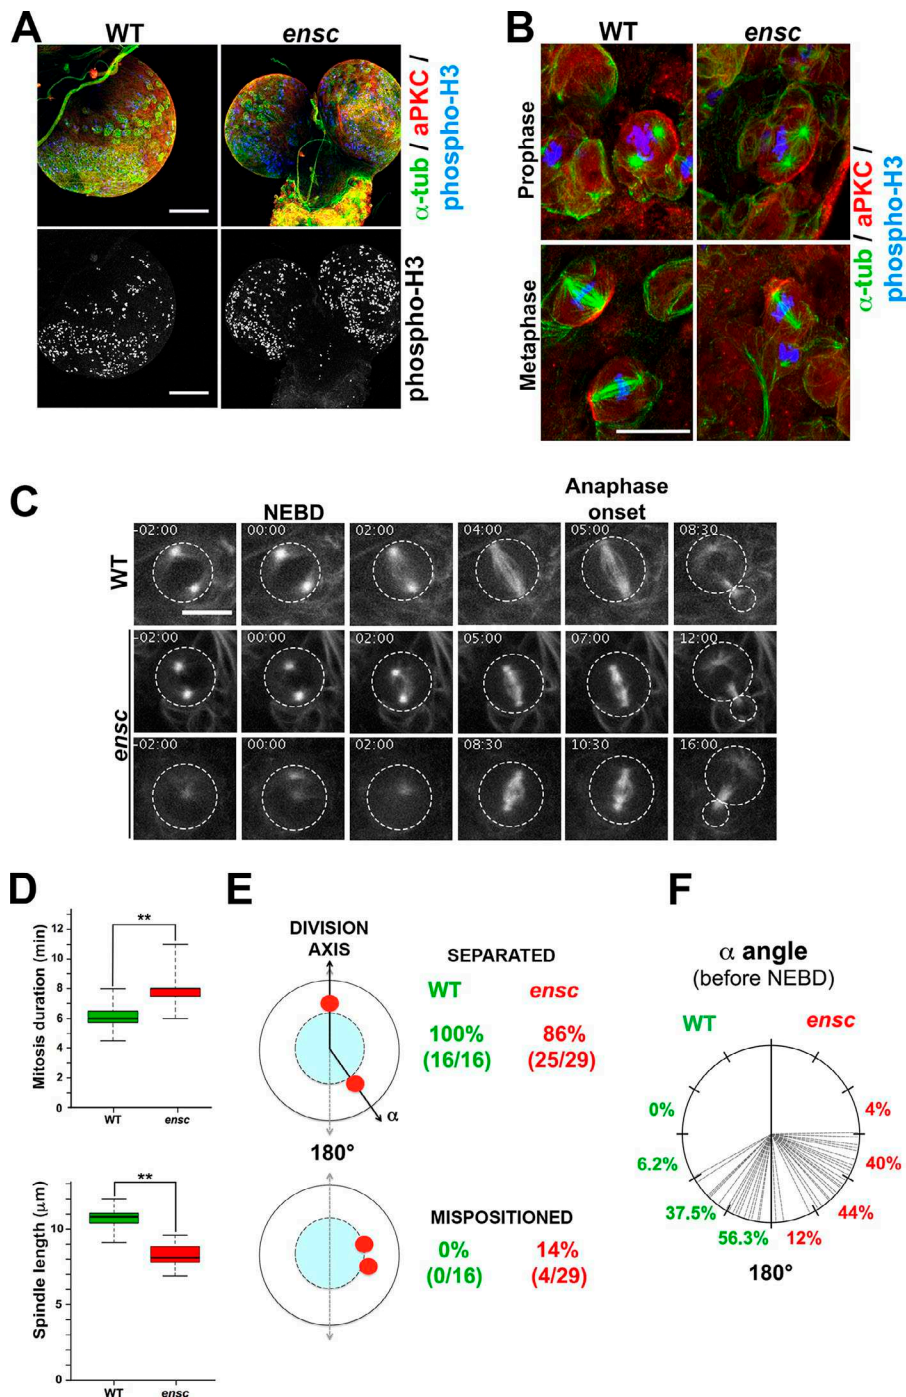 A
WT
ensc
α-tub / aPKC /
phospho-H3
phospho-H3
B
WT
ensc
Prophase
Metaphase
α-tub / aPKC /
phospho-H3
C
NEBD
Anaphase
onset
WT
-02:00
00:00
02:00
04:00
05:00
08:30
ensc
-02:00
00:00
02:00
05:00
07:00
12:00
-02:00
00:00
02:00
08:30
10:30
16:00
D
Mitosis duration (min)
12
10
8
6
4
2
0
**
WT
ensc
Spindle length (µm)
10
5
0
**
WT
ensc
E
DIVISION
AXIS
α
180°
SEPARATED
WT
ensc
100%
86%
(16/16)
(25/29)
MISPOSITIONED
0%
14%
(0/16)
(4/29)
F
α angle
(before NEBD)
WT
ensc
0%
4%
6.2%
40%
37.5%
44%
56.3%
12%
180°